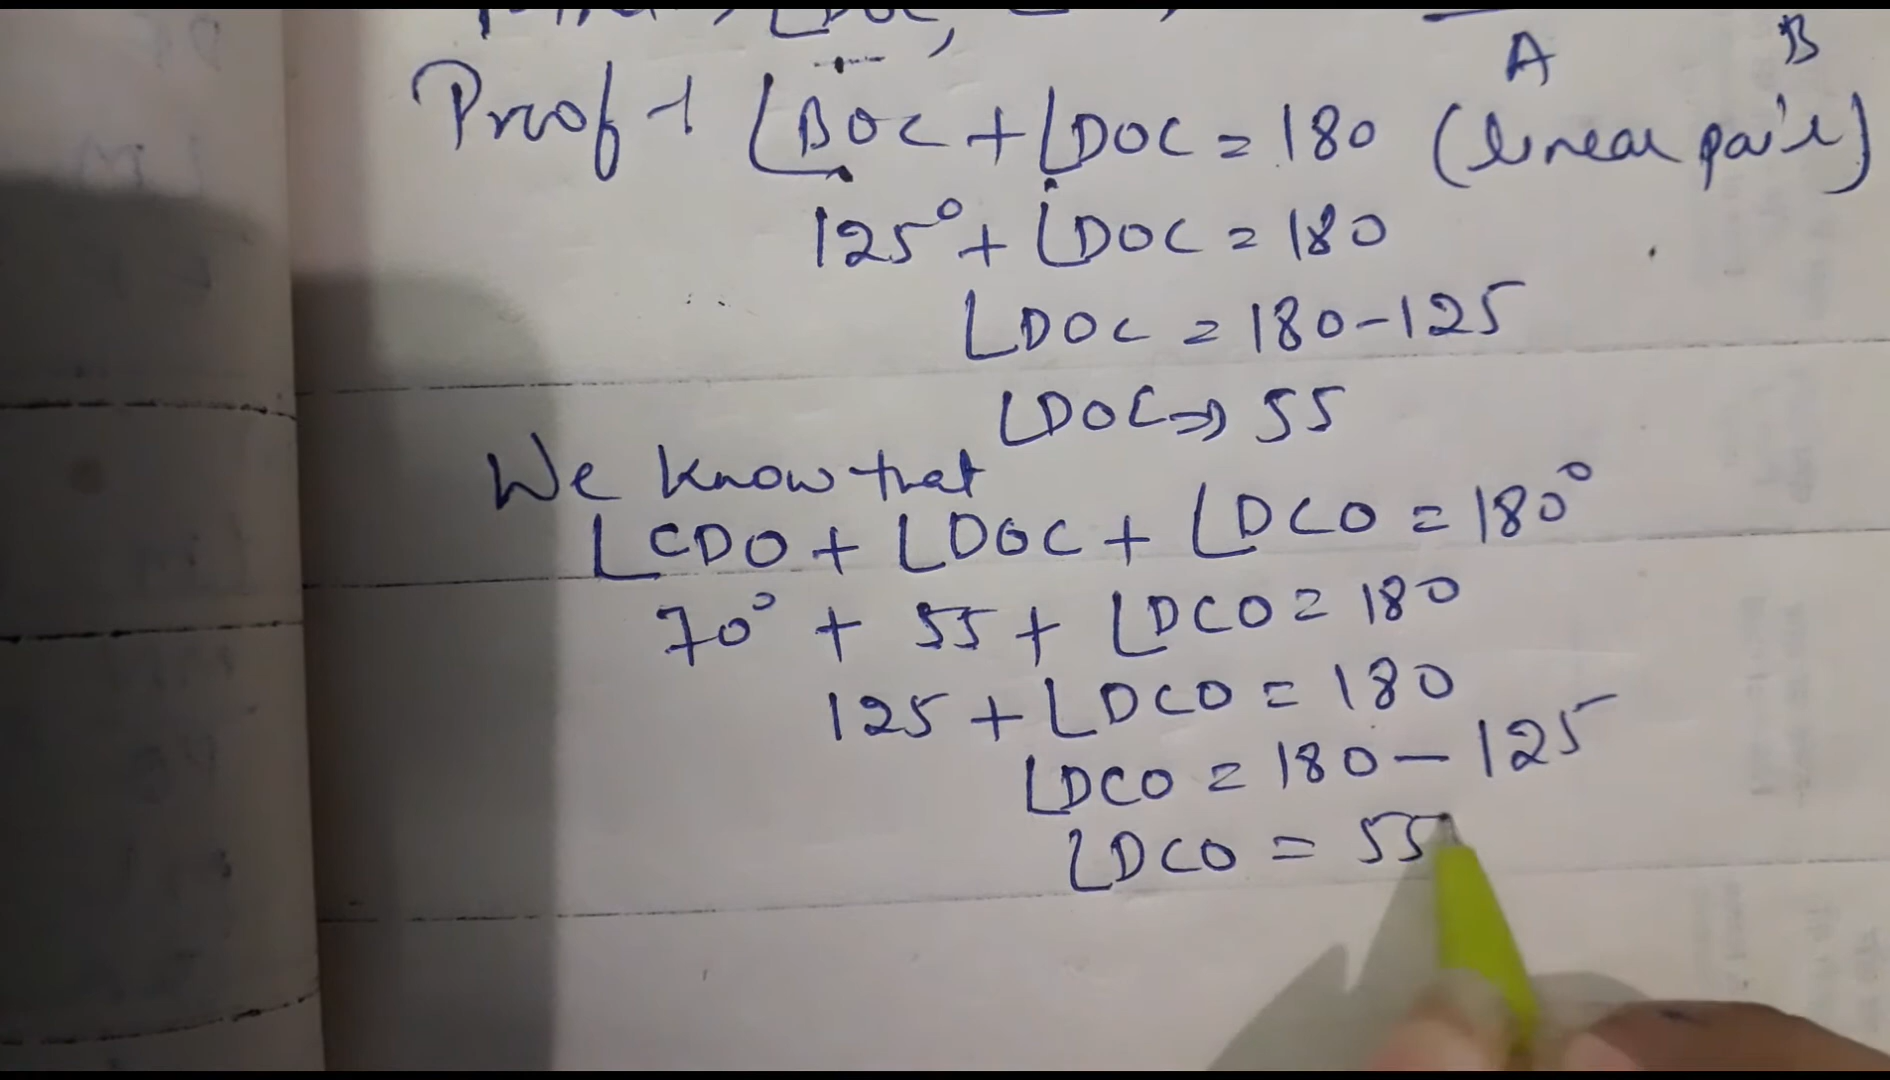 ∠DOC,
A B
Proof → ∠BOC + ∠DOC = 180 (linear pair)
125° + ∠DOC = 180
∠DOC = 180 - 125
∠DOC ⇒ 55
We know that
∠CDO + ∠DOC + ∠DCO = 180°
70° + 55 + ∠DCO = 180
125 + ∠DCO = 180
∠DCO = 180 - 125
∠DCO = 55